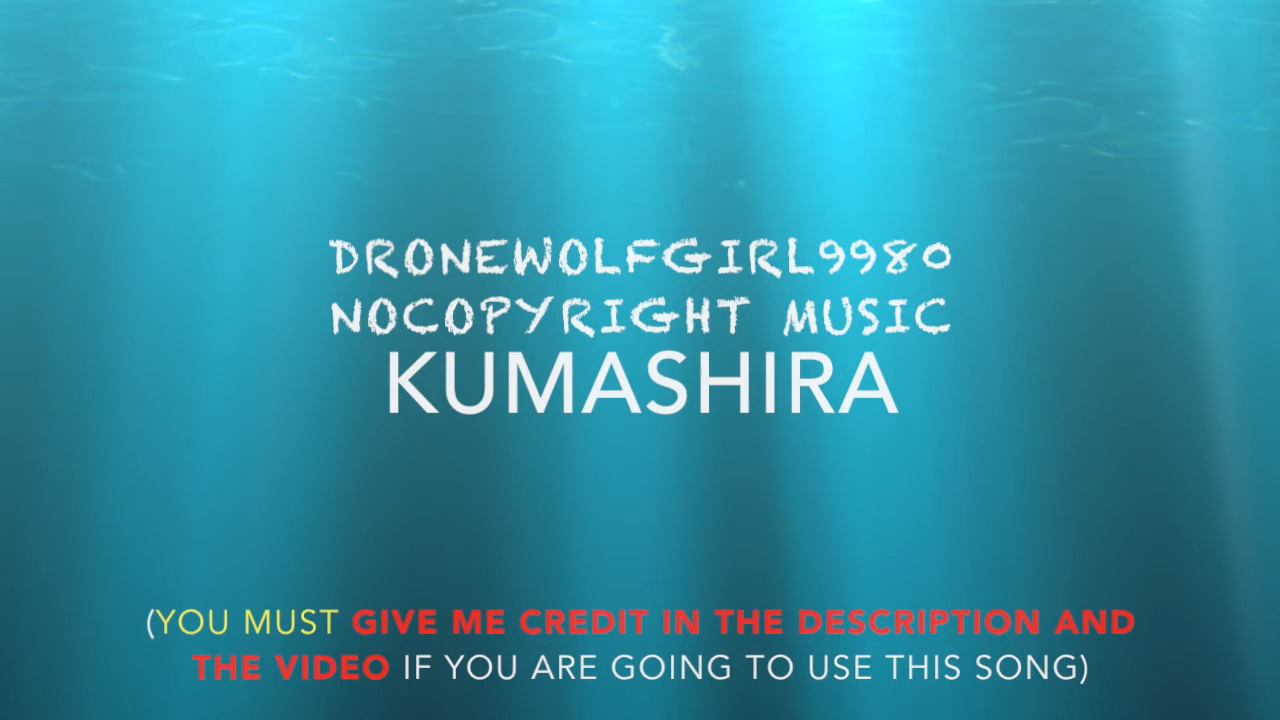 DRONEWOLFGIRL9980
NOCOPYRIGHT MUSIC
KUMASHIRA
(YOU MUST GIVE ME CREDIT IN THE DESCRIPTION AND
THE VIDEO IF YOU ARE GOING TO USE THIS SONG)